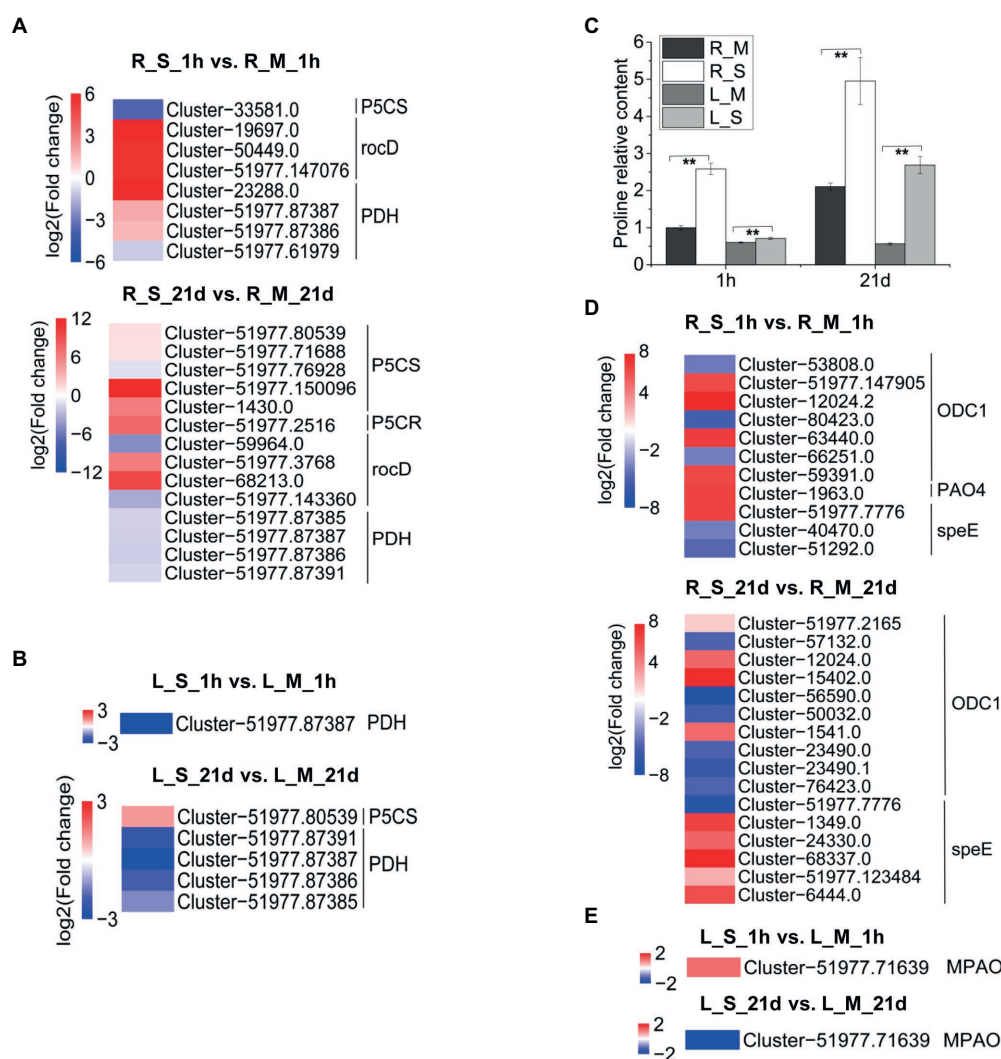 A
R_S_1h vs. R_M_1h
log2(Fold change)
6
3
0
−3
−6
Cluster−33581.0
Cluster−19697.0
Cluster−50449.0
Cluster−51977.147076
Cluster−23288.0
Cluster−51977.87387
Cluster−51977.87386
Cluster−51977.61979
P5CS
rocD
PDH
R_S_21d vs. R_M_21d
log2(Fold change)
12
6
0
−6
−12
Cluster−51977.80539
Cluster−51977.71688
Cluster−51977.76928
Cluster−51977.150096
Cluster−1430.0
Cluster−51977.2516
Cluster−59964.0
Cluster−51977.3768
Cluster−68213.0
Cluster−51977.143360
Cluster−51977.87385
Cluster−51977.87387
Cluster−51977.87386
Cluster−51977.87391
P5CS
P5CR
rocD
PDH
B
L_S_1h vs. L_M_1h
3
−3
Cluster−51977.87387 PDH
L_S_21d vs. L_M_21d
log2(Fold change)
3
−3
Cluster−51977.80539
Cluster−51977.87391
Cluster−51977.87387
Cluster−51977.87386
Cluster−51977.87385
P5CS
PDH
C
Proline relative content
6
5
4
3
2
1
0
R_M
R_S
L_M
L_S
**
**
**
**
1h
21d
D
R_S_1h vs. R_M_1h
log2(Fold change)
8
4
−2
−8
Cluster−53808.0
Cluster−51977.147905
Cluster−12024.2
Cluster−80423.0
Cluster−63440.0
Cluster−66251.0
Cluster−59391.0
Cluster−1963.0
Cluster−51977.7776
Cluster−40470.0
Cluster−51292.0
ODC1
PAO4
speE
R_S_21d vs. R_M_21d
log2(Fold change)
8
4
−2
−8
Cluster−51977.2165
Cluster−57132.0
Cluster−12024.0
Cluster−15402.0
Cluster−56590.0
Cluster−50032.0
Cluster−1541.0
Cluster−23490.0
Cluster−23490.1
Cluster−76423.0
Cluster−51977.7776
Cluster−1349.0
Cluster−24330.0
Cluster−68337.0
Cluster−51977.123484
Cluster−6444.0
ODC1
speE
E
L_S_1h vs. L_M_1h
2
−2
Cluster−51977.71639 MPAO
L_S_21d vs. L_M_21d
2
−2
Cluster−51977.71639 MPAO